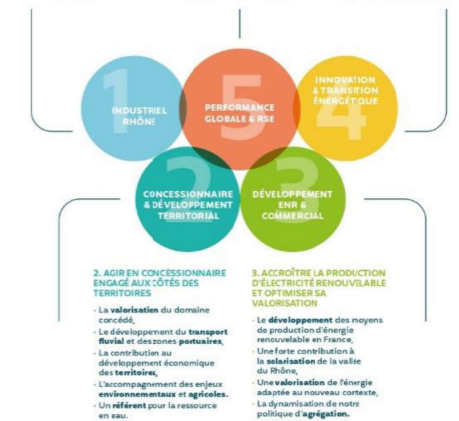 1
INDUSTRIEL
RHÔNE
5
PERFORMANCE
GLOBALE & RSE
INNOVATION
& TRANSITION
ÉNERGÉTIQUE
4
2
CONCESSIONNAIRE
& DÉVELOPPEMENT
TERRITORIAL
3
DÉVELOPPEMENT
ENR &
COMMERCIAL
2. AGIR EN CONCESSIONNAIRE
ENGAGÉ AUX CÔTÉS DES
TERRITOIRES
- La valorisation du domaine
concédé,
- Le développement du transport
fluvial et des zones portuaires,
- La contribution au
développement économique
des territoires,
- L'accompagnement des enjeux
environnementaux et agricoles.
- Un référent pour la ressource
en eau.
3. ACCROÎTRE LA PRODUCTION
D'ÉLECTRICITÉ RENOUVELABLE
ET OPTIMISER SA
VALORISATION
- Le développement des moyens
de production d'énergie
renouvelable en France,
- Une forte contribution à
la solarisation de la vallée
du Rhône,
- Une valorisation de l'énergie
adaptée au nouveau contexte,
- La dynamisation de notre
politique d'agrégation.